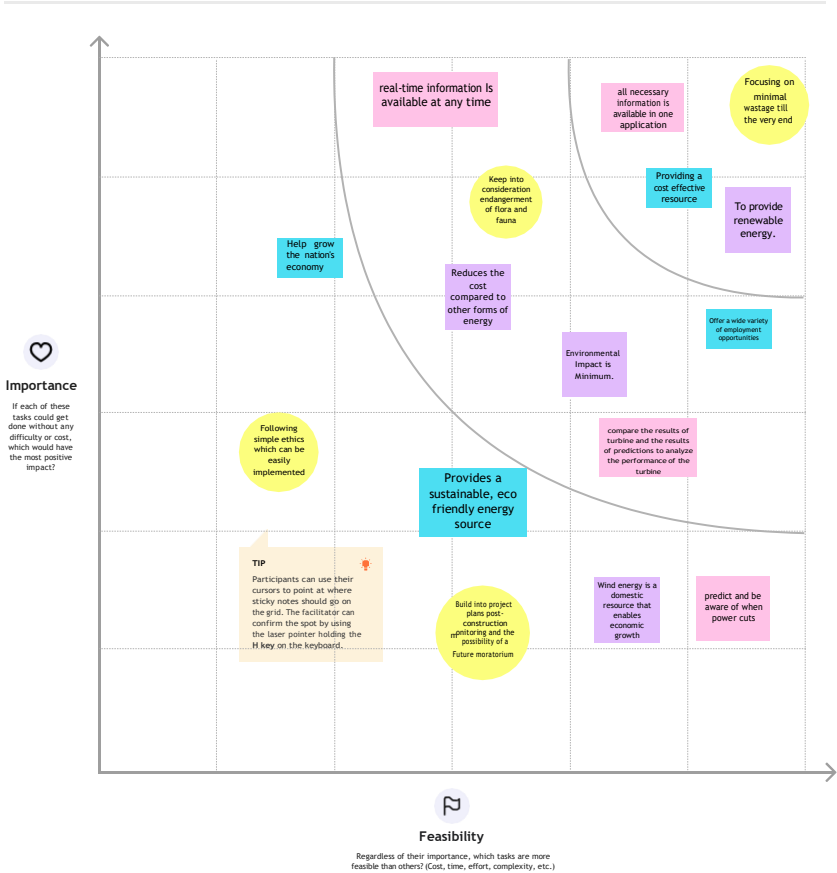 real-time information Is
available at any time
all necessary
information is
available in one
application
Focusing on
minimal
wastage till
the very end
Keep into
consideration
endangerment
of flora and
fauna
Providing a
cost effective
resource
To provide
renewable
energy.
Help grow
the nation's
economy
Reduces the
cost
compared to
other forms of
energy
Offer a wide variety
of employment
opportunities
Environmental
Impact is
Minimum.
Importance
If each of these
tasks could get
done without any
difficulty or cost,
which would have
the most positive
impact?
Following
simple ethics
which can be
easily
implemented
compare the results of
turbine and the results
of predictions to analyze
the performance of the
turbine
Provides a
sustainable, eco
friendly energy
source
TIP
Participants can use their
cursors to point at where
sticky notes should go on
the grid. The facilitator can
confirm the spot by using
the laser pointer holding the
H key on the keyboard.
Build into project
plans post-
construction
monitoring and the
possibility of a
Future moratorium
Wind energy is a
domestic
resource that
enables
economic
growth
predict and be
aware of when
power cuts
Feasibility
Regardless of their importance, which tasks are more
feasible than others? (Cost, time, effort, complexity, etc.)